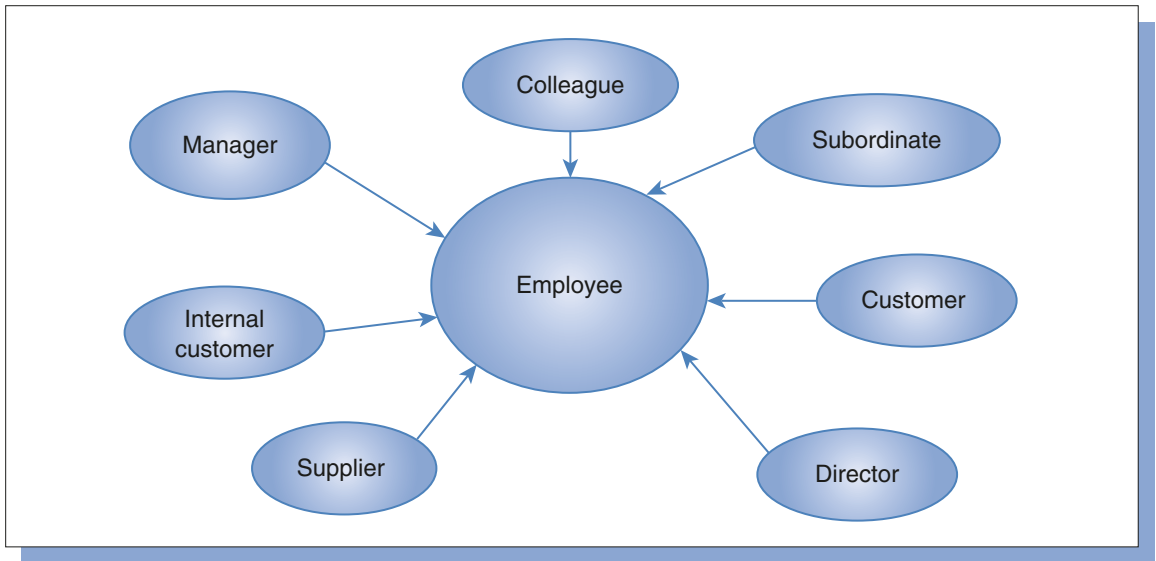 Colleague
Manager
Subordinate
Employee
Customer
Internal
customer
Supplier
Director